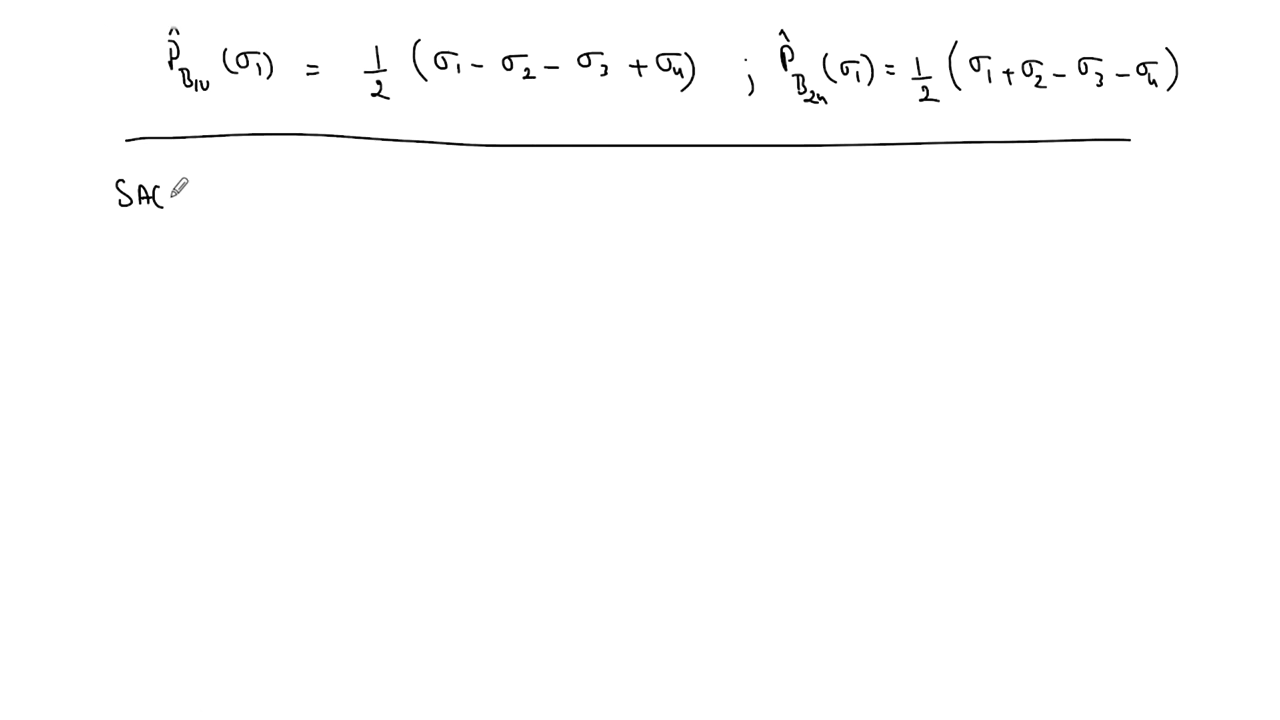 P̂_{B1u} (σ1) = 1/2 (σ1 - σ2 - σ3 + σ4) ; P̂_{B2u} (σ1) = 1/2 (σ1 + σ2 - σ3 - σ4)
SAC